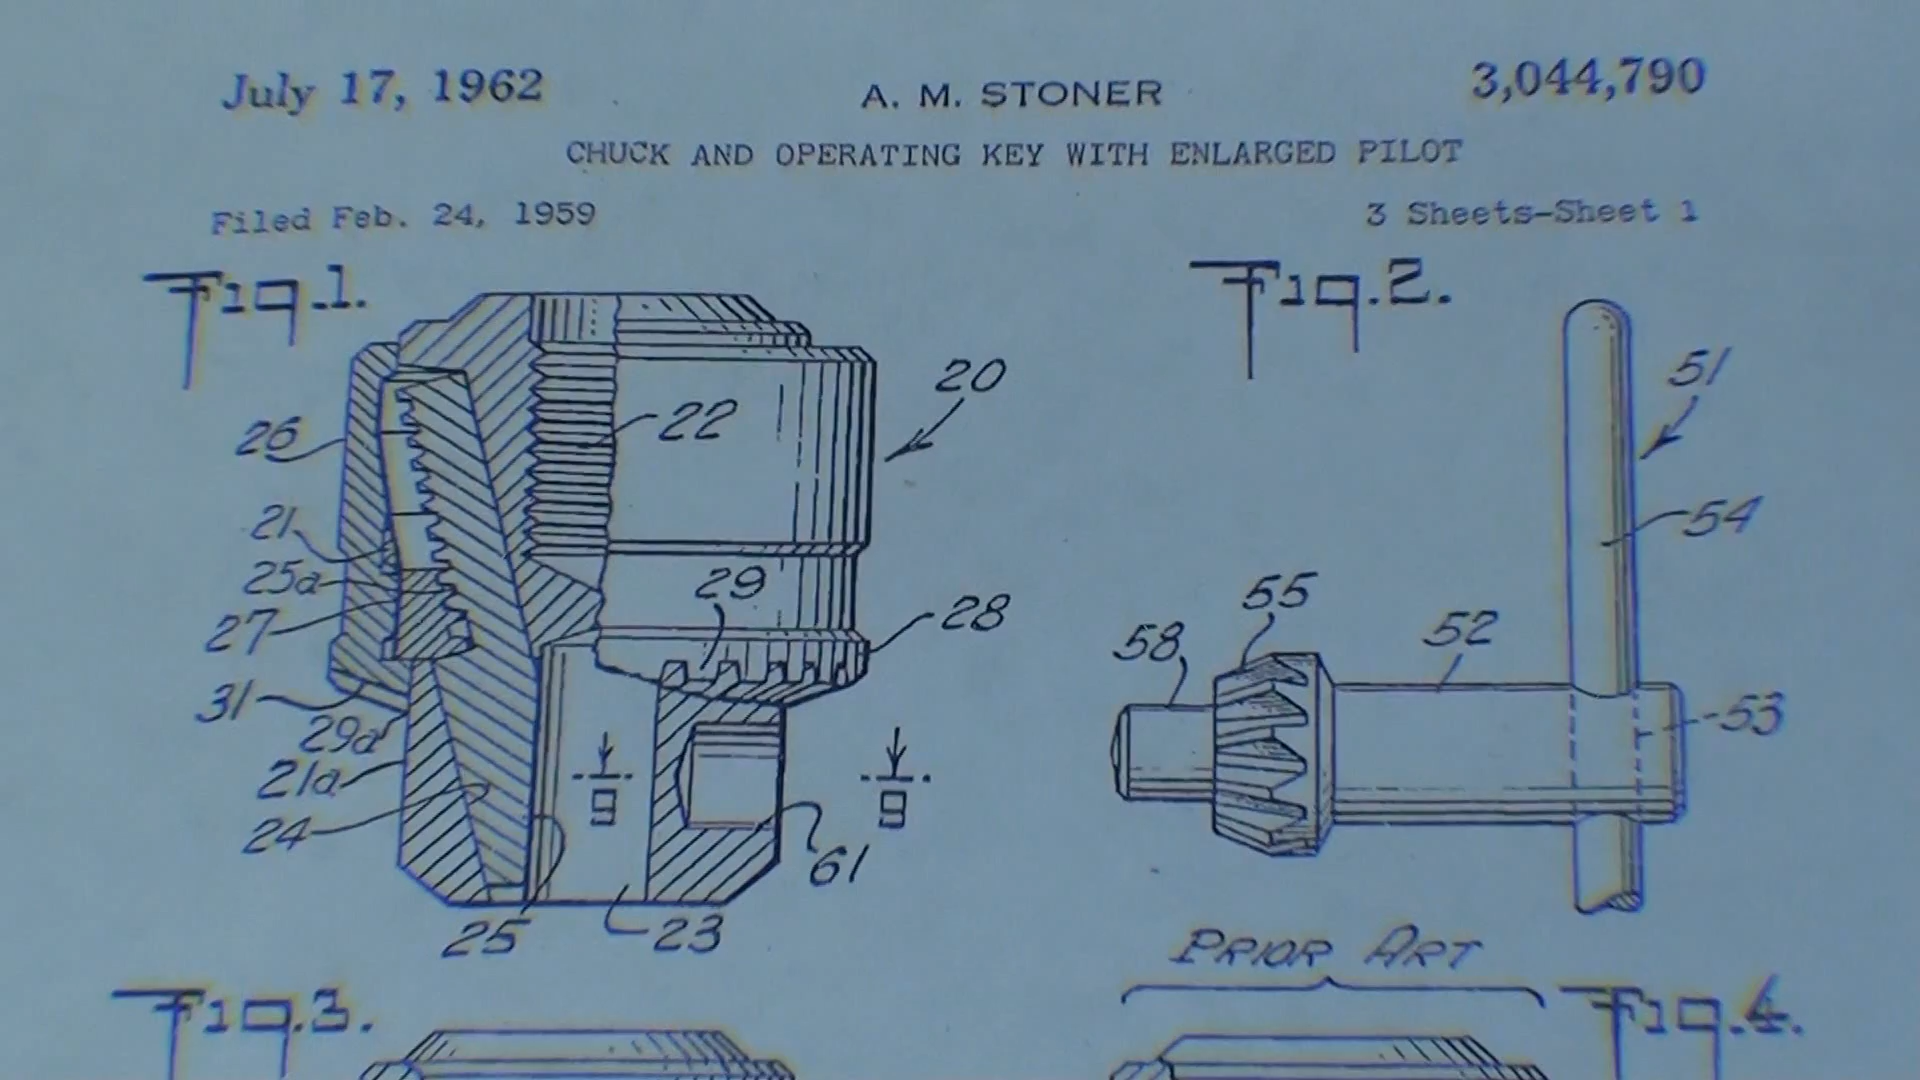 July 17, 1962
A. M. STONER
3,044,790
CHUCK AND OPERATING KEY WITH ENLARGED PILOT
Filed Feb. 24, 1959
3 Sheets-Sheet 1
Fig.1.
20
22
26
21
25a
27
29
28
31
29a
21a
24
9
9
61
25
23
Fig.2.
51
54
55
58
52
53
PRIOR ART
Fig.3.
Fig.4.